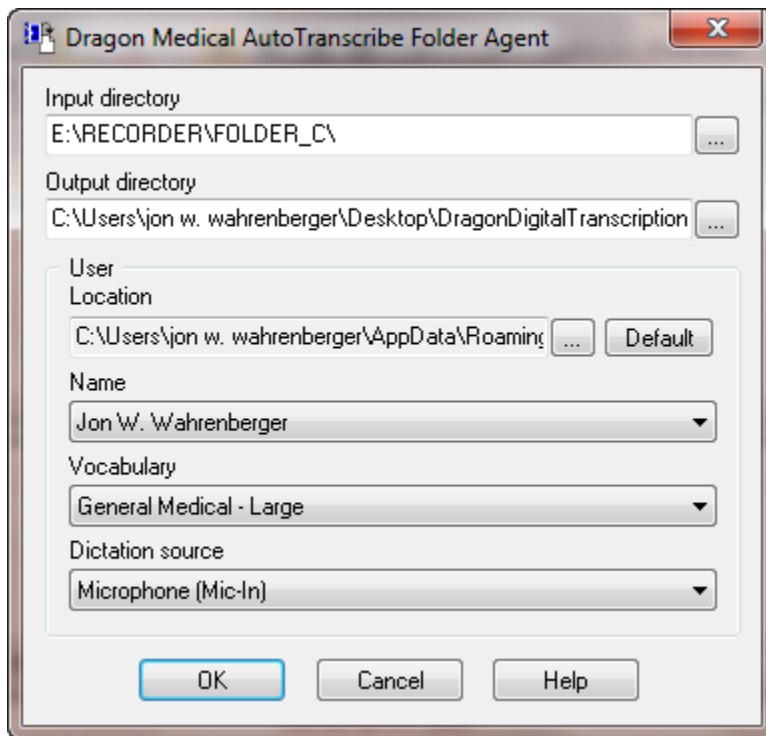 Dragon Medical AutoTranscribe Folder Agent
Input directory
E:\RECORDER\FOLDER_C\
...
Output directory
C:\Users\jon w. wahrenberger\Desktop\DragonDigitalTranscription
...
User
Location
C:\Users\jon w. wahrenberger\AppData\Roaming
...
Default
Name
Jon W. Wahrenberger
Vocabulary
General Medical - Large
Dictation source
Microphone (Mic-In)
OK
Cancel
Help